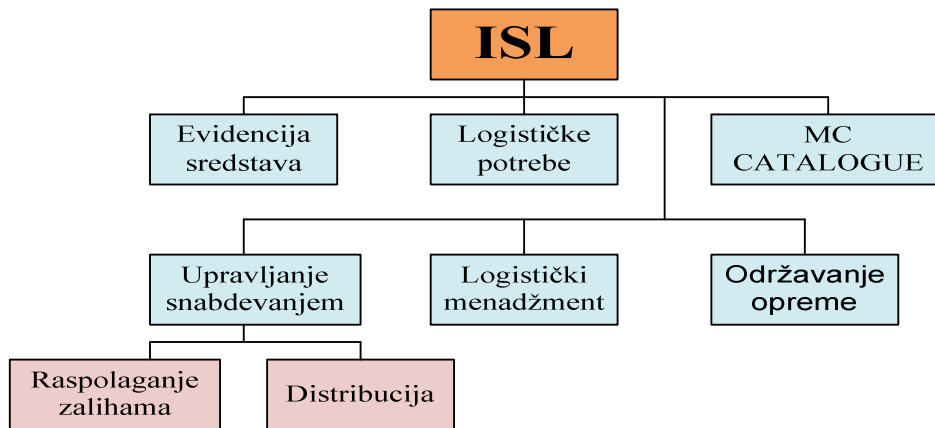 ISL
Evidencija
sredstava
Logističke
potrebe
MC
CATALOGUE
Upravljanje
snabdevanjem
Logistički
menadžment
Održavanje
opreme
Raspolaganje
zalihama
Distribucija